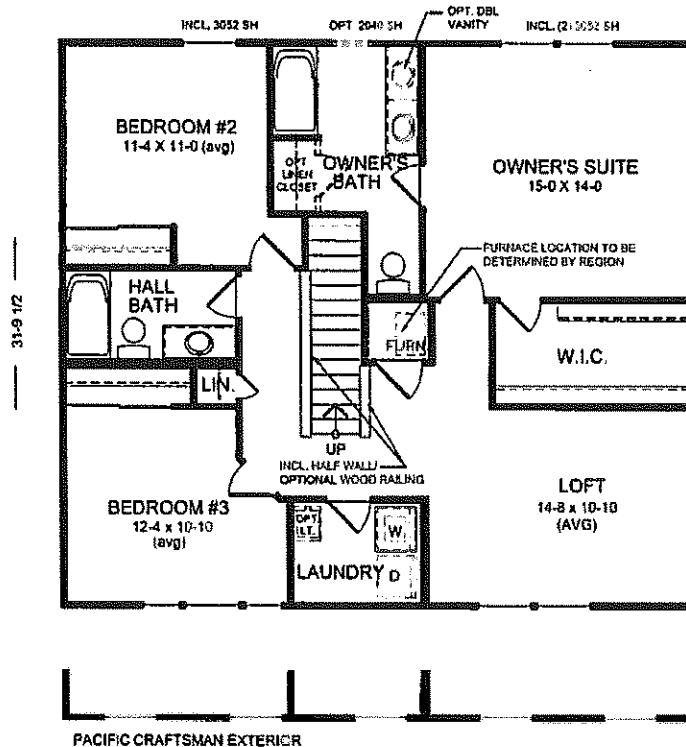 INCL. 3052 SH
OPT 2040 SH
OPT. DBL
VANITY
INCL. (2) 3052 SH
BEDROOM #2
11-4 X 11-0 (avg)
OPT
LINEN
CLOSET
OWNER'S
BATH
OWNER'S SUITE
15-0 X 14-0
FURNACE LOCATION TO BE
DETERMINED BY REGION
31-9 1/2
HALL
BATH
FURN
W.I.C.
LIN.
UP
INCL. HALF WALL/
OPTIONAL WOOD RAILING
BEDROOM #3
12-4 x 10-10
(avg)
LOFT
14-8 x 10-10
(AVG)
OPT
L.T.
W
LAUNDRY
D
PACIFIC CRAFTSMAN EXTERIOR